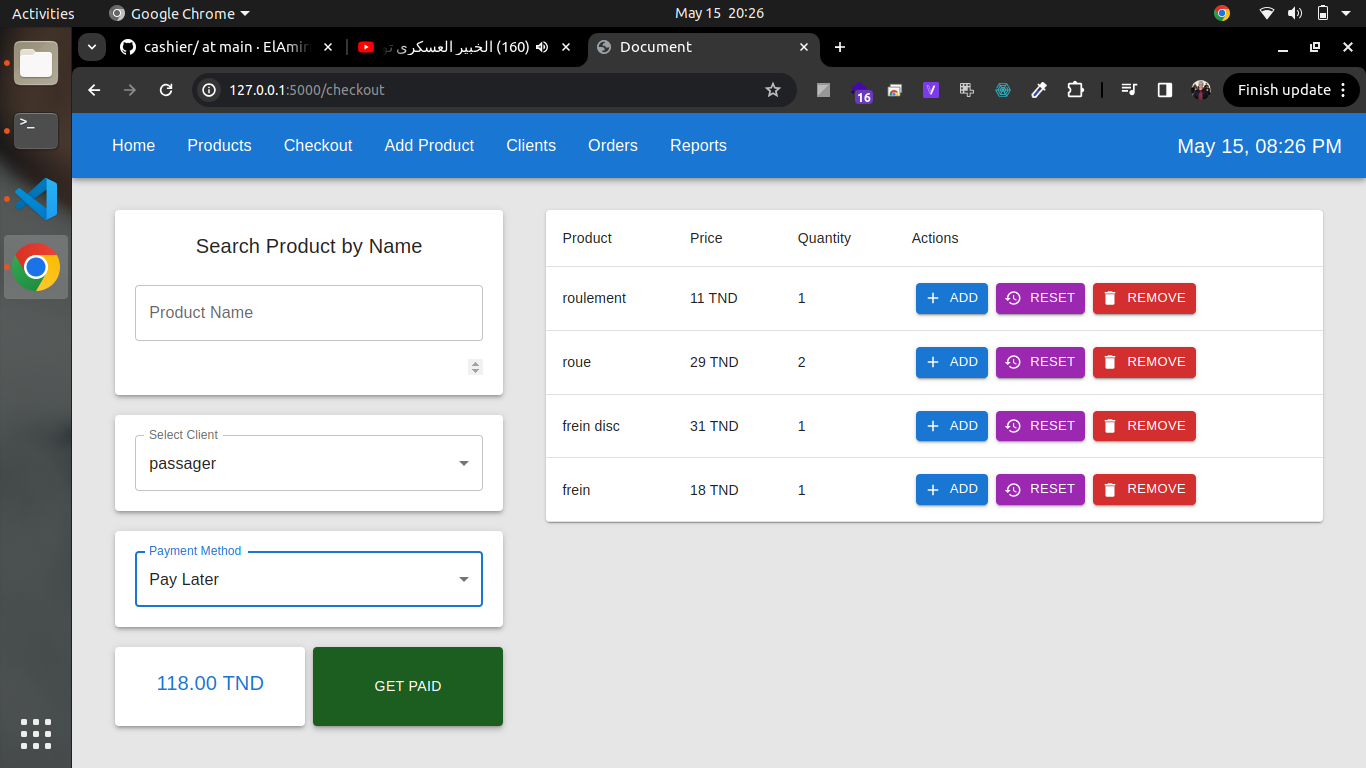 Activities Google Chrome May 15 20:26
cashier/ at main · ElAmir (160) الخبير العسكرى تو Document
127.0.0.1:5000/checkout 16 Finish update
Home Products Checkout Add Product Clients Orders Reports May 15, 08:26 PM
Search Product by Name
Product Name
Select Client
passager
Payment Method
Pay Later
118.00 TND GET PAID
Product Price Quantity Actions
roulement 11 TND 1 ADD RESET REMOVE
roue 29 TND 2 ADD RESET REMOVE
frein disc 31 TND 1 ADD RESET REMOVE
frein 18 TND 1 ADD RESET REMOVE